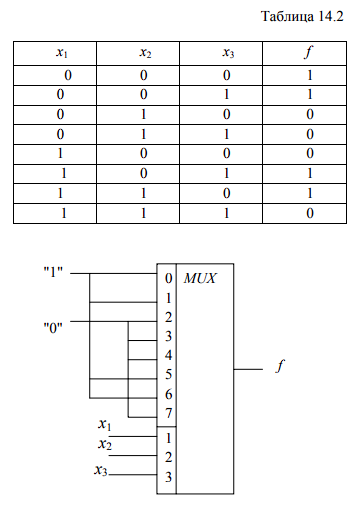 Таблица 14.2
x1 x2 x3 f
0 0 0 1
0 0 1 1
0 1 0 0
0 1 1 0
1 0 0 0
1 0 1 1
1 1 0 1
1 1 1 0
"1" 0 MUX
1
"0" 2
3
4
5
6
7
f
x1 1
x2 2
x3 3